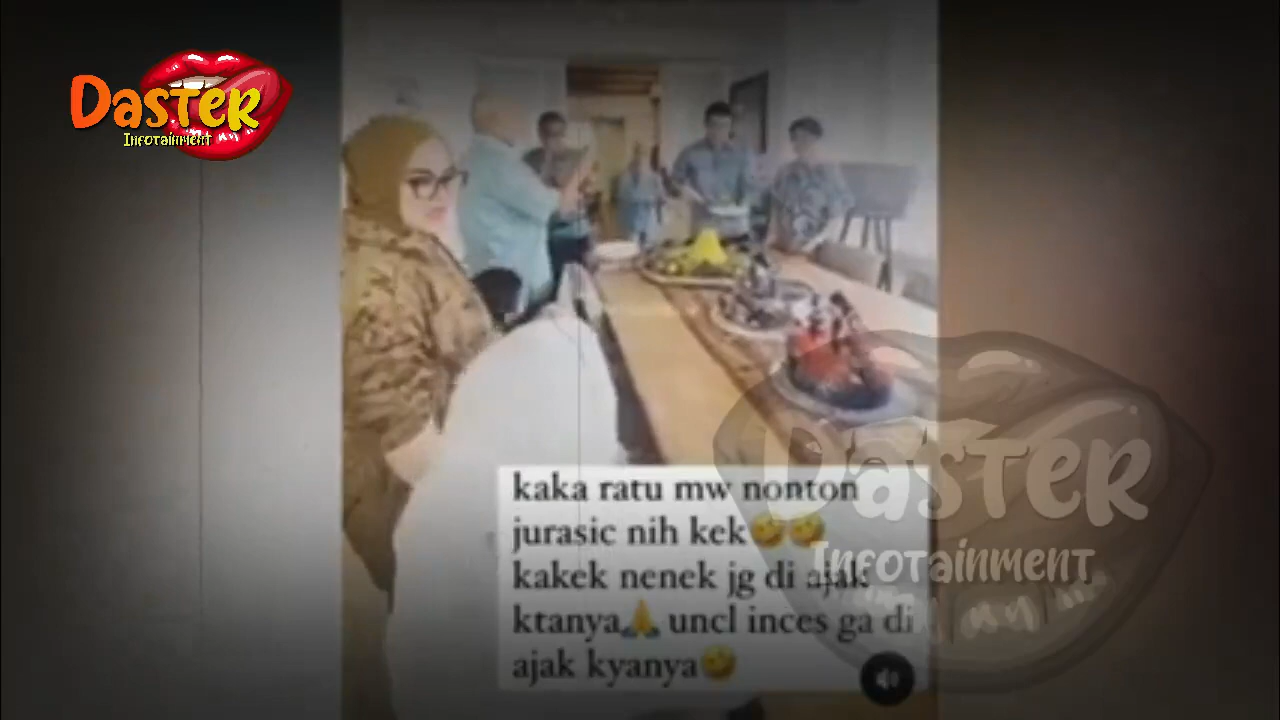 Daster
Infotainment
kaka ratu mw nonton
jurasic nih kek🤣🤣
kakek nenek jg di ajak
ktanya🙏 uncl inces ga di
ajak kyanya🤣
Daster
Infotainment